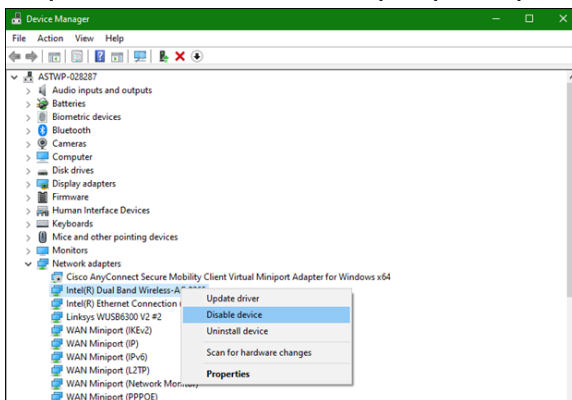 Device Manager
File Action View Help
ASTWP-028287
Audio inputs and outputs
Batteries
Biometric devices
Bluetooth
Cameras
Computer
Disk drives
Display adapters
Firmware
Human Interface Devices
Keyboards
Mice and other pointing devices
Monitors
Network adapters
Cisco AnyConnect Secure Mobility Client Virtual Miniport Adapter for Windows x64
Intel(R) Dual Band
Intel(R) Ethernet Connection
Linksys WUSB6300 V2 #2
WAN Miniport (IKEv2)
WAN Miniport (IP)
WAN Miniport (IPv6)
WAN Miniport (L2TP)
WAN Miniport (Network
WAN Miniport (PPPOE)
Update driver
Disable device
Uninstall device
Scan for hardware changes
Properties